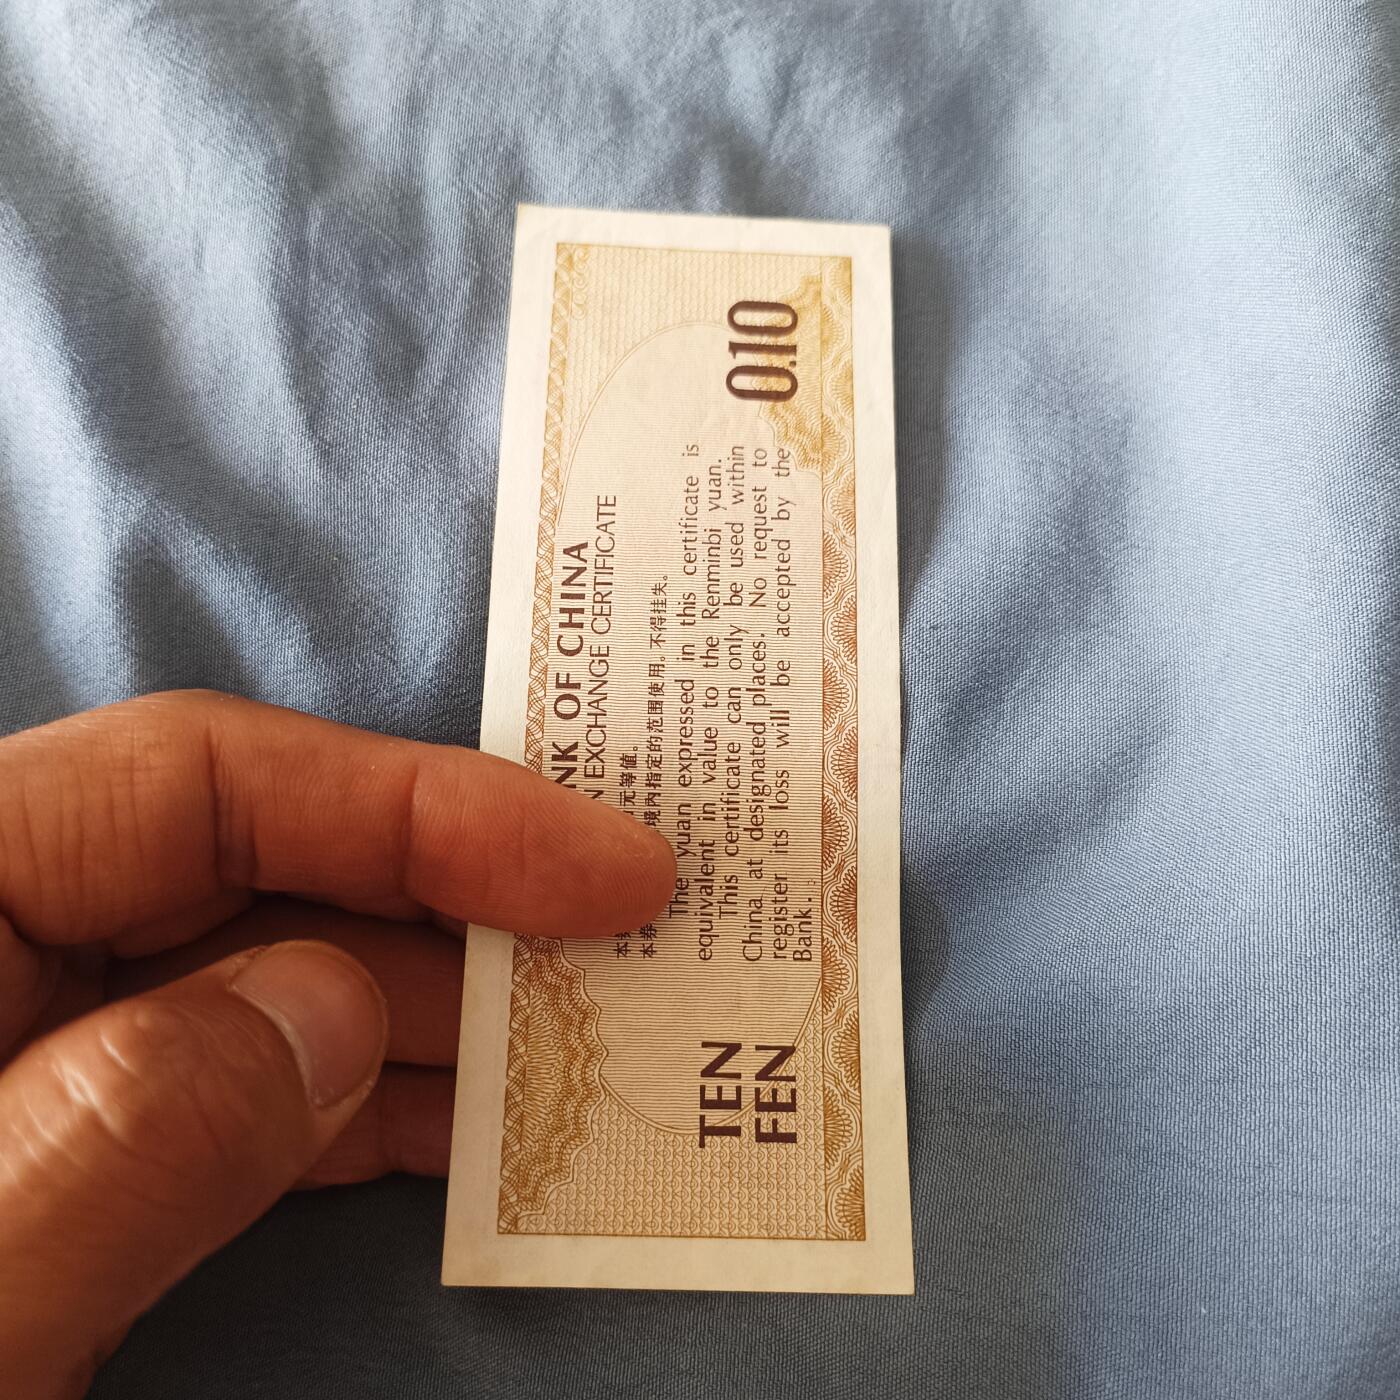 NK OF CHINA
N EXCHANGE CERTIFICATE
本 元等值。
本券 境内指定的范围使用。不得挂失。
The yuan expressed in this certificate is
equivalent in value to the Renminbi yuan.
This certificate can only be used within
China at designated places. No request to
register its loss will be accepted by the
Bank.
TEN
FEN
0.10